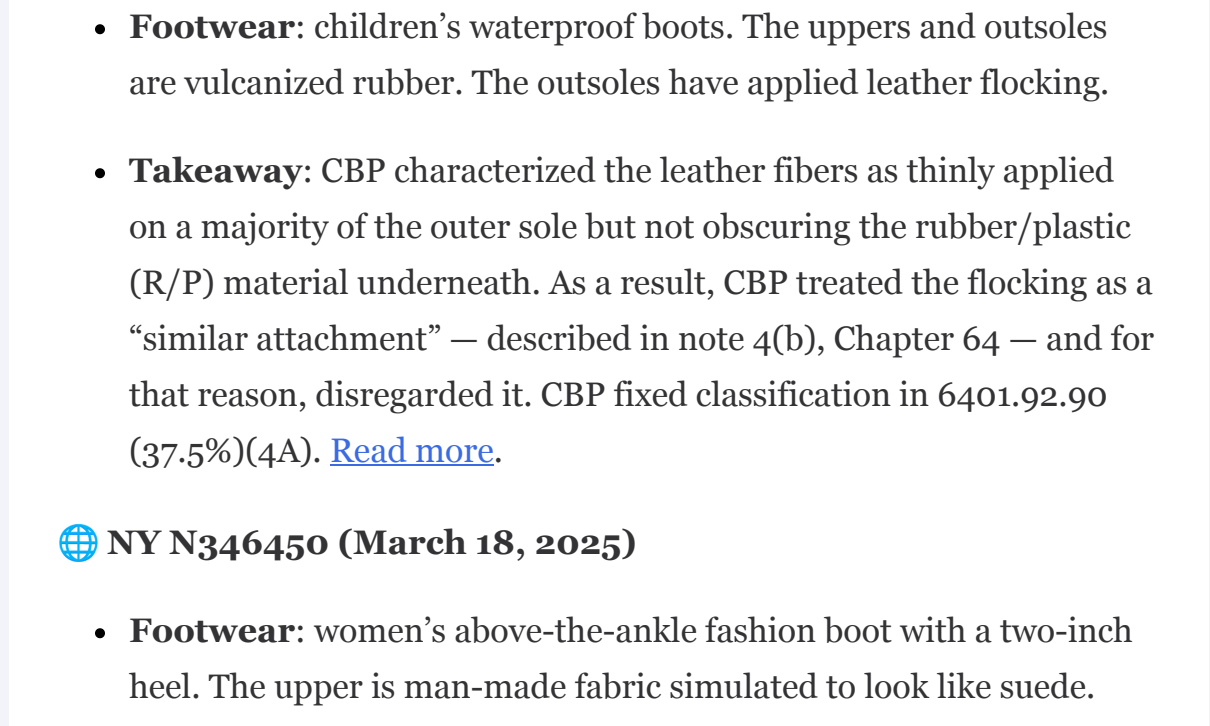 • Footwear: children’s waterproof boots. The uppers and outsoles
are vulcanized rubber. The outsoles have applied leather flocking.
• Takeaway: CBP characterized the leather fibers as thinly applied
on a majority of the outer sole but not obscuring the rubber/plastic
(R/P) material underneath. As a result, CBP treated the flocking as a
“similar attachment” — described in note 4(b), Chapter 64 — and for
that reason, disregarded it. CBP fixed classification in 6401.92.90
(37.5%)(4A). Read more.
🌐 NY N346450 (March 18, 2025)
• Footwear: women’s above-the-ankle fashion boot with a two-inch
heel. The upper is man-made fabric simulated to look like suede.